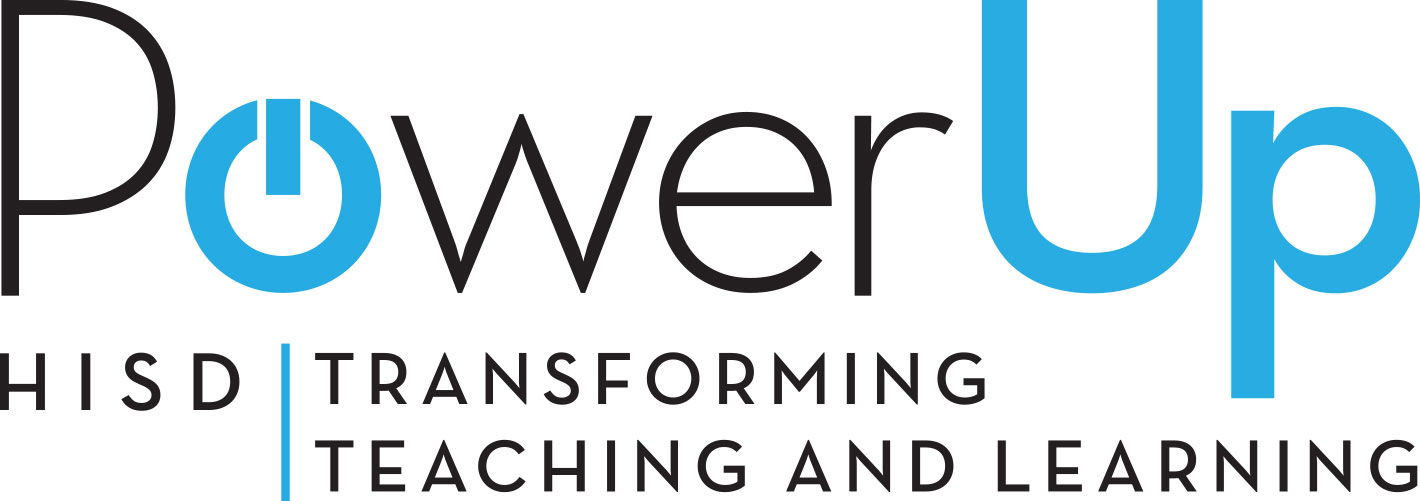 PowerUp
HISD | TRANSFORMING
TEACHING AND LEARNING